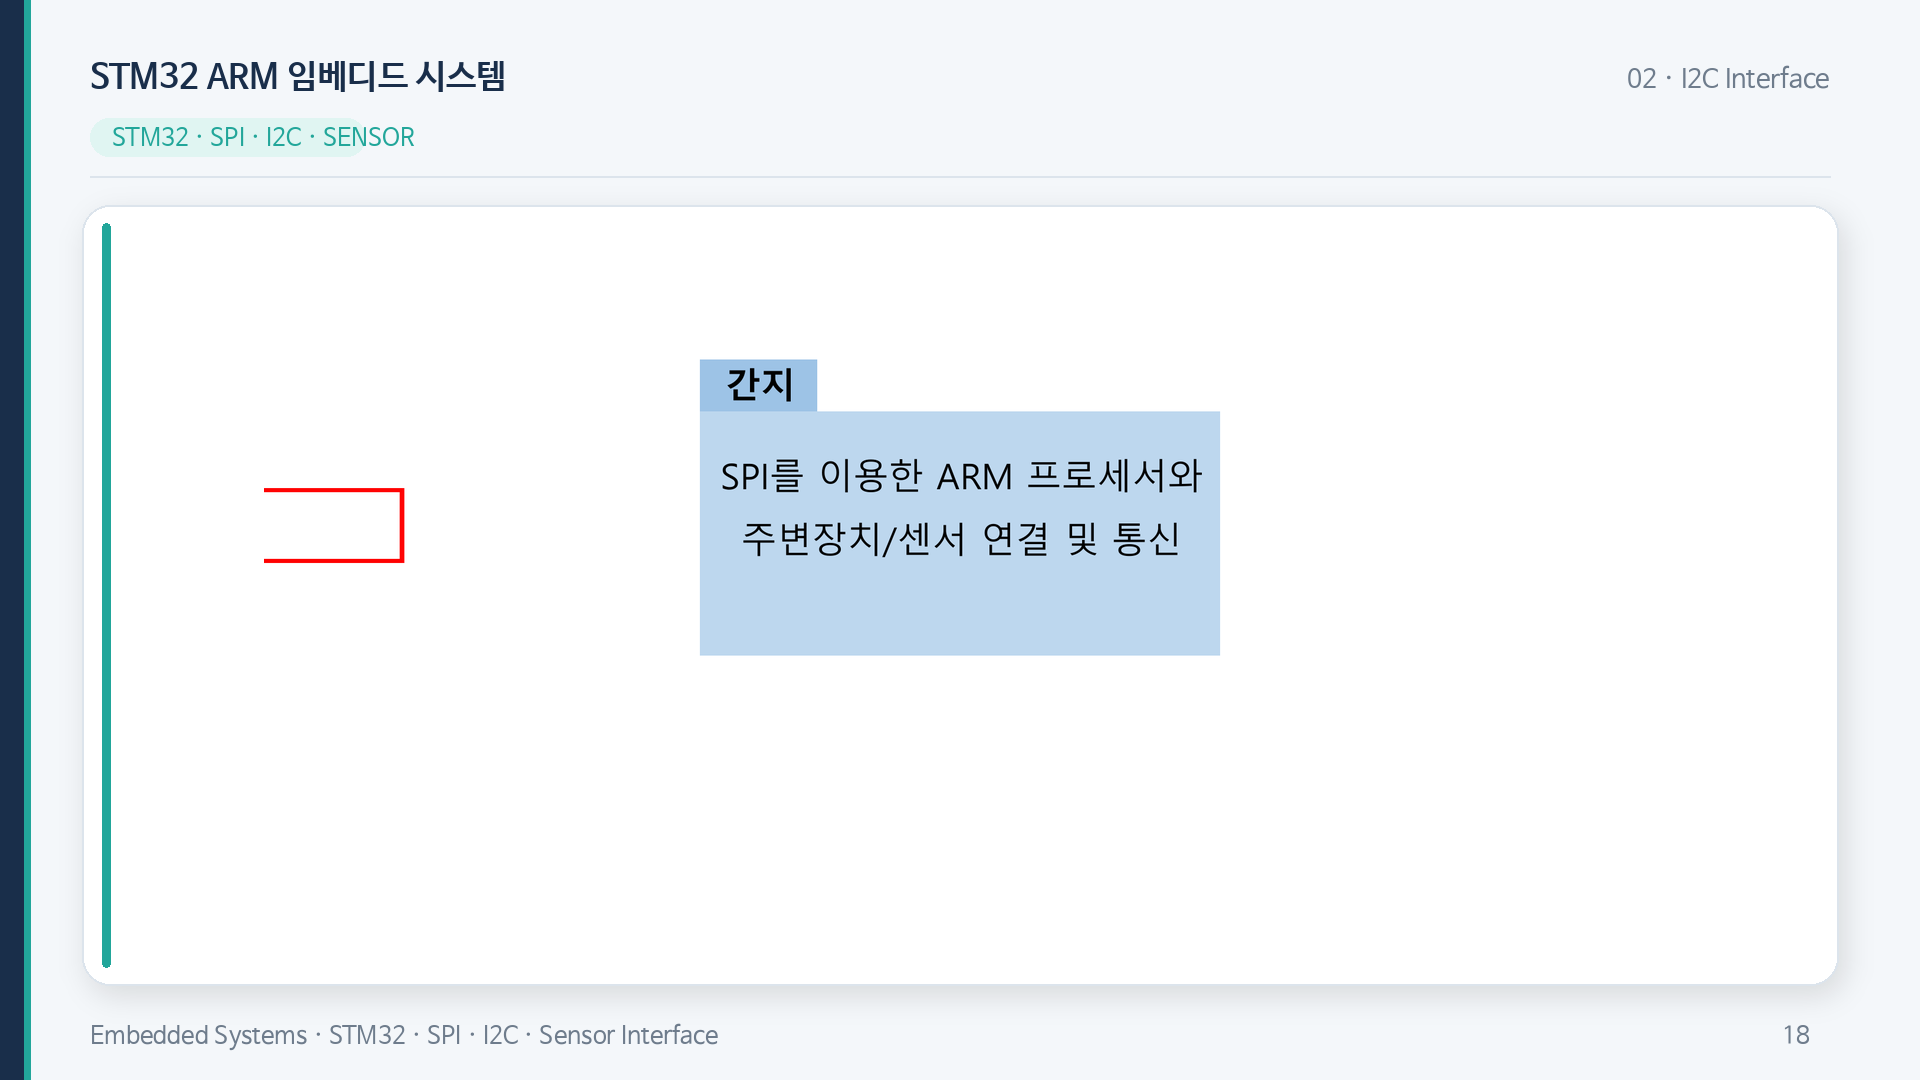 STM32 ARM 임베디드 시스템
02 · I2C Interface
STM32 · SPI · I2C · SENSOR
간지
SPI를 이용한 ARM 프로세서와
주변장치/센서 연결 및 통신
Embedded Systems · STM32 · SPI · I2C · Sensor Interface
18